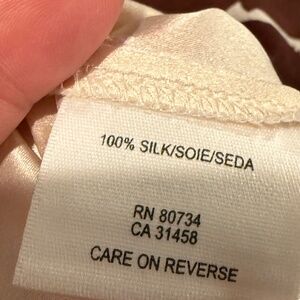 100% SILK/SOIE/SEDA
RN 80734
CA 31458
CARE ON REVERSE